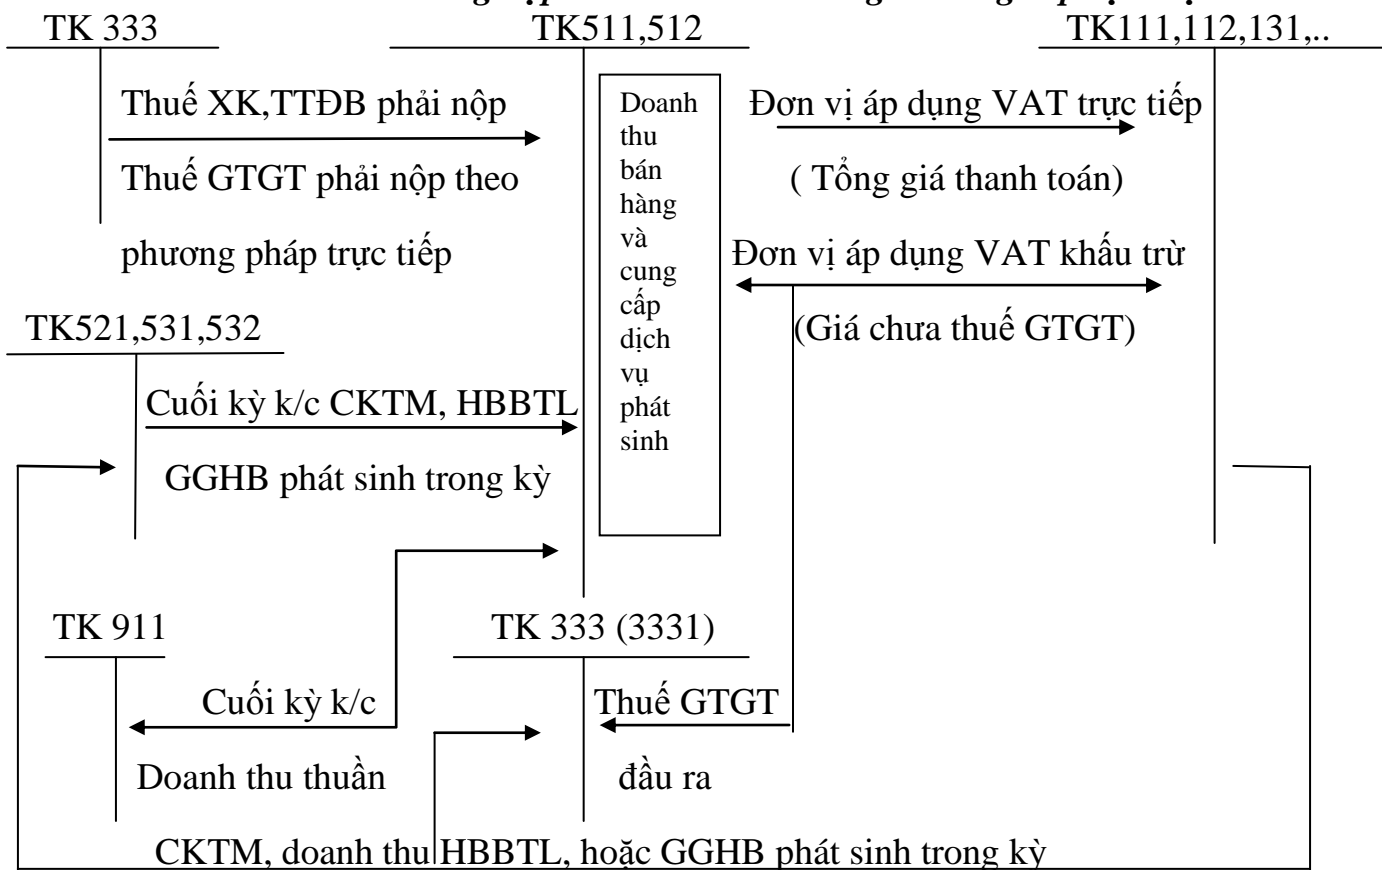 TK 333
TK511,512
TK111,112,131,..
Thuế XK,TTĐB phải nộp
Thuế GTGT phải nộp theo
phương pháp trực tiếp
Doanh
thu
bán
hàng
và
cung
cấp
dịch
vụ
phát
sinh
Đơn vị áp dụng VAT trực tiếp
( Tổng giá thanh toán)
Đơn vị áp dụng VAT khấu trừ
(Giá chưa thuế GTGT)
TK521,531,532
Cuối kỳ k/c CKTM, HBBTL
GGHB phát sinh trong kỳ
TK 911
TK 333 (3331)
Cuối kỳ k/c
Doanh thu thuần
Thuế GTGT
đầu ra
CKTM, doanh thu HBBTL, hoặc GGHB phát sinh trong kỳ